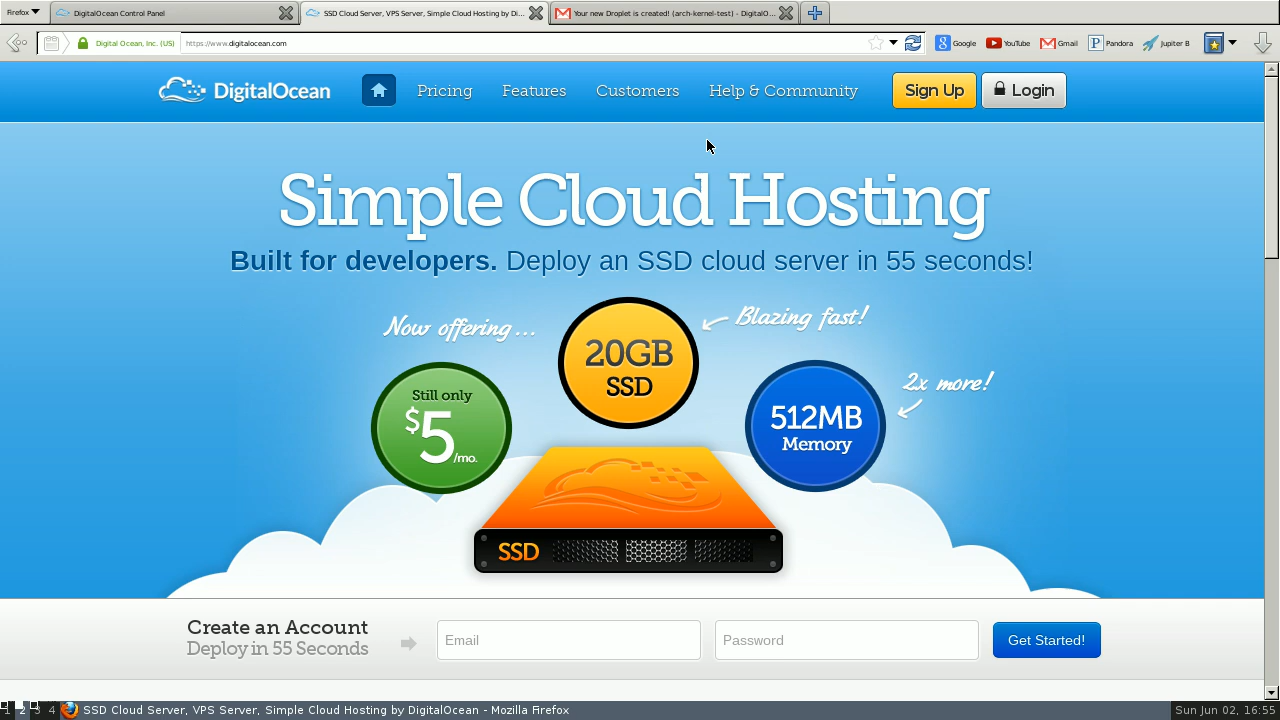 Firefox
DigitalOcean Control Panel
SSD Cloud Server, VPS Server, Simple Cloud Hosting by Di...
Your new Droplet is created! (arch-kernel-test) - DigitalO...
Digital Ocean, Inc. (US)
https://www.digitalocean.com
Google
YouTube
Gmail
Pandora
Jupiter B
DigitalOcean
Pricing
Features
Customers
Help & Community
Sign Up
Login
Simple Cloud Hosting
Built for developers. Deploy an SSD cloud server in 55 seconds!
Now offering...
20GB
SSD
Blazing fast!
Still only
$5/mo.
512MB
Memory
2x more!
SSD
Create an Account
Deploy in 55 Seconds
Email
Password
Get Started!
1 2 3 4
SSD Cloud Server, VPS Server, Simple Cloud Hosting by DigitalOcean - Mozilla Firefox
Sun Jun 02, 16:55